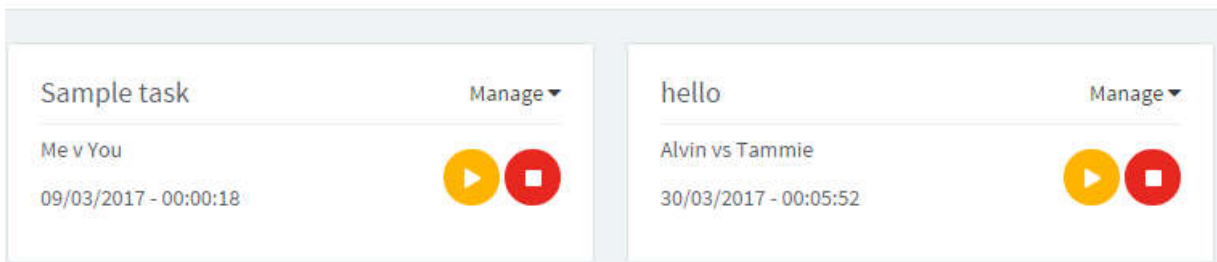 Sample task
Manage
Me v You
09/03/2017 - 00:00:18
hello
Manage
Alvin vs Tammie
30/03/2017 - 00:05:52